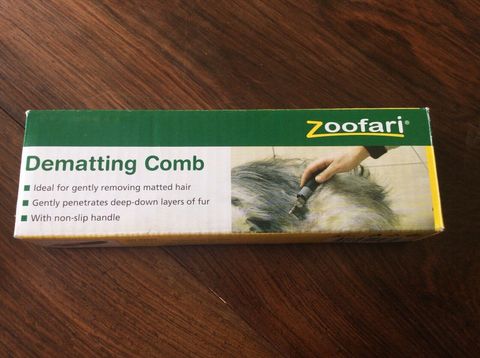 Zoofari®
Dematting Comb
Ideal for gently removing matted hair
Gently penetrates deep-down layers of fur
With non-slip handle